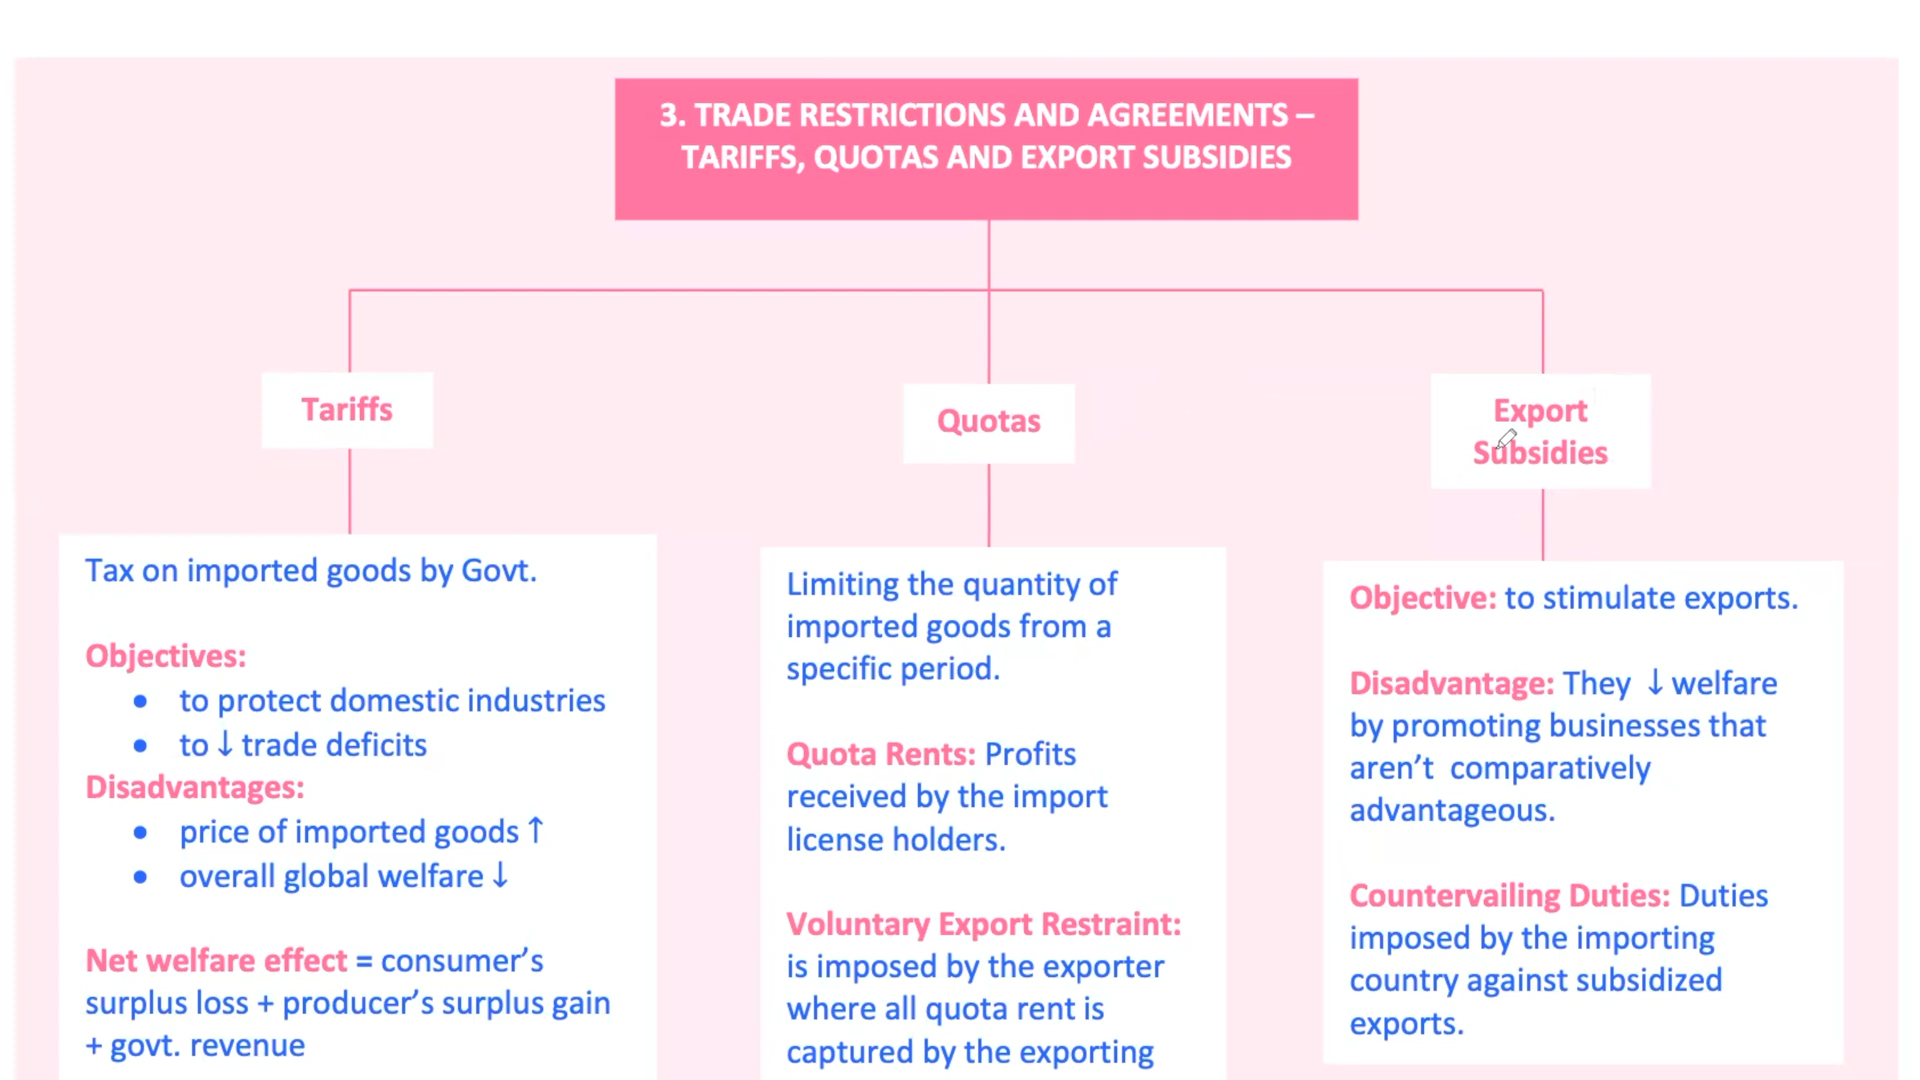 3. TRADE RESTRICTIONS AND AGREEMENTS –
TARIFFS, QUOTAS AND EXPORT SUBSIDIES
Tariffs
Tax on imported goods by Govt.
Objectives:
• to protect domestic industries
• to ↓ trade deficits
Disadvantages:
• price of imported goods ↑
• overall global welfare ↓
Net welfare effect = consumer's
surplus loss + producer's surplus gain
+ govt. revenue
Quotas
Limiting the quantity of
imported goods from a
specific period.
Quota Rents: Profits
received by the import
license holders.
Voluntary Export Restraint:
is imposed by the exporter
where all quota rent is
captured by the exporting
Export
Subsidies
Objective: to stimulate exports.
Disadvantage: They ↓ welfare
by promoting businesses that
aren't comparatively
advantageous.
Countervailing Duties: Duties
imposed by the importing
country against subsidized
exports.